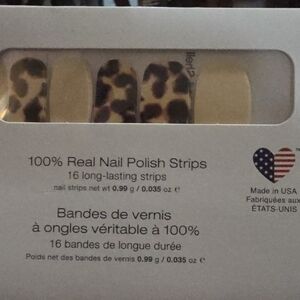 100% Real Nail Polish Strips
16 long-lasting strips
nail strips net wt 0.99 g / 0.035 oz e
Made in USA
Fabriquées aux
ÉTATS-UNIS
Bandes de vernis
à ongles véritable à 100%
16 bandes de longue durée
Poids net des bandes de vernis 0.99 g / 0.035 oz e